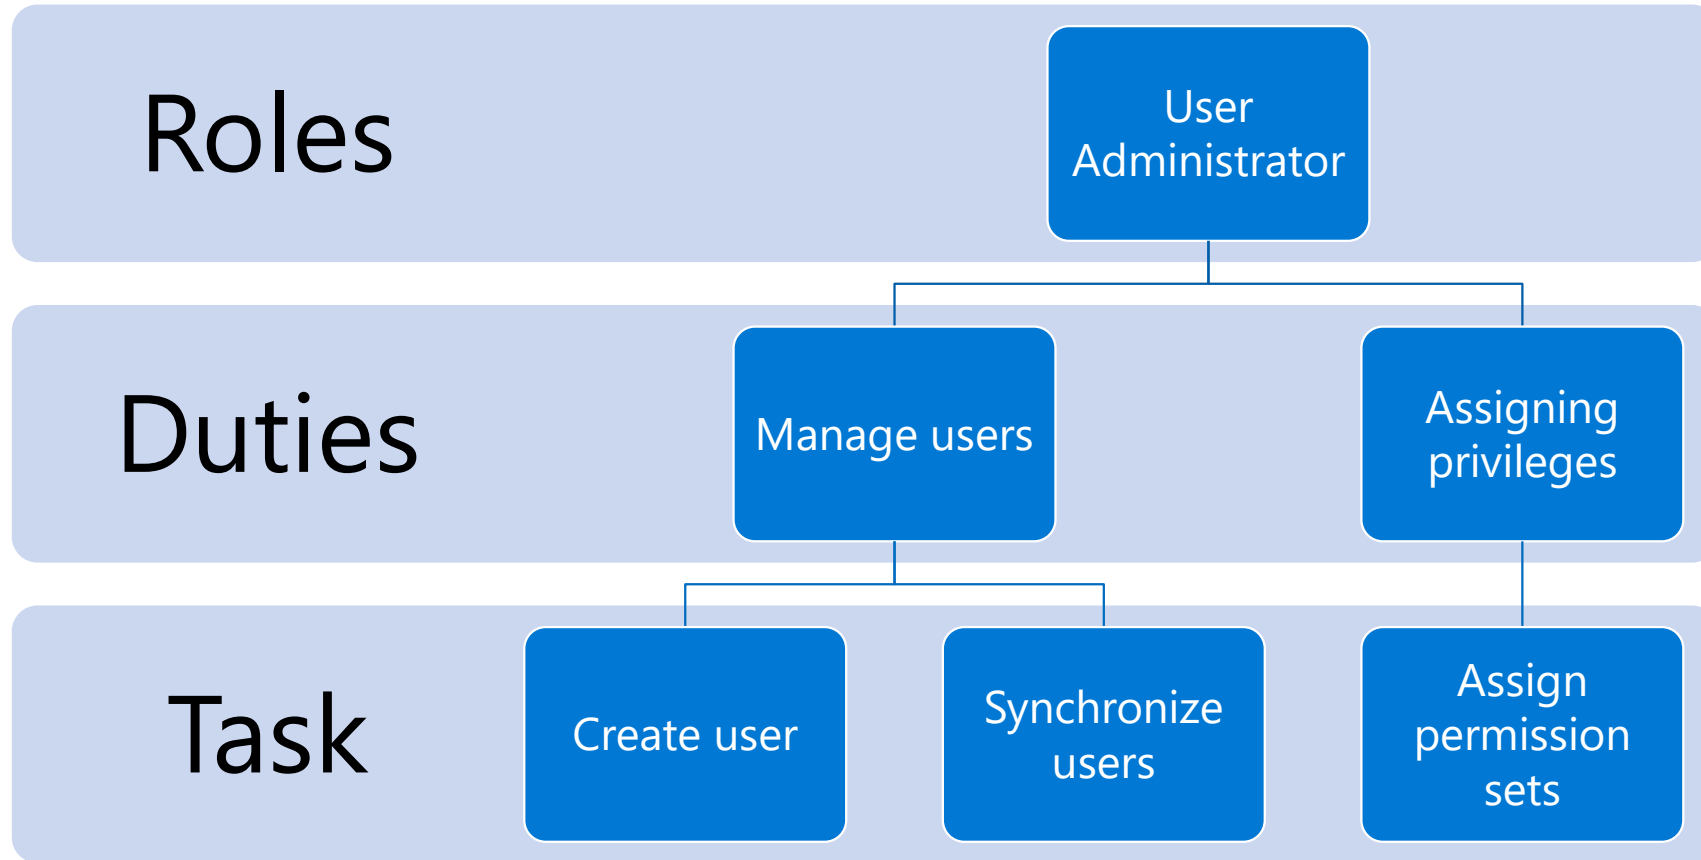 Roles
User
Administrator
Duties
Manage users
Assigning
privileges
Task
Create user
Synchronize
users
Assign
permission
sets